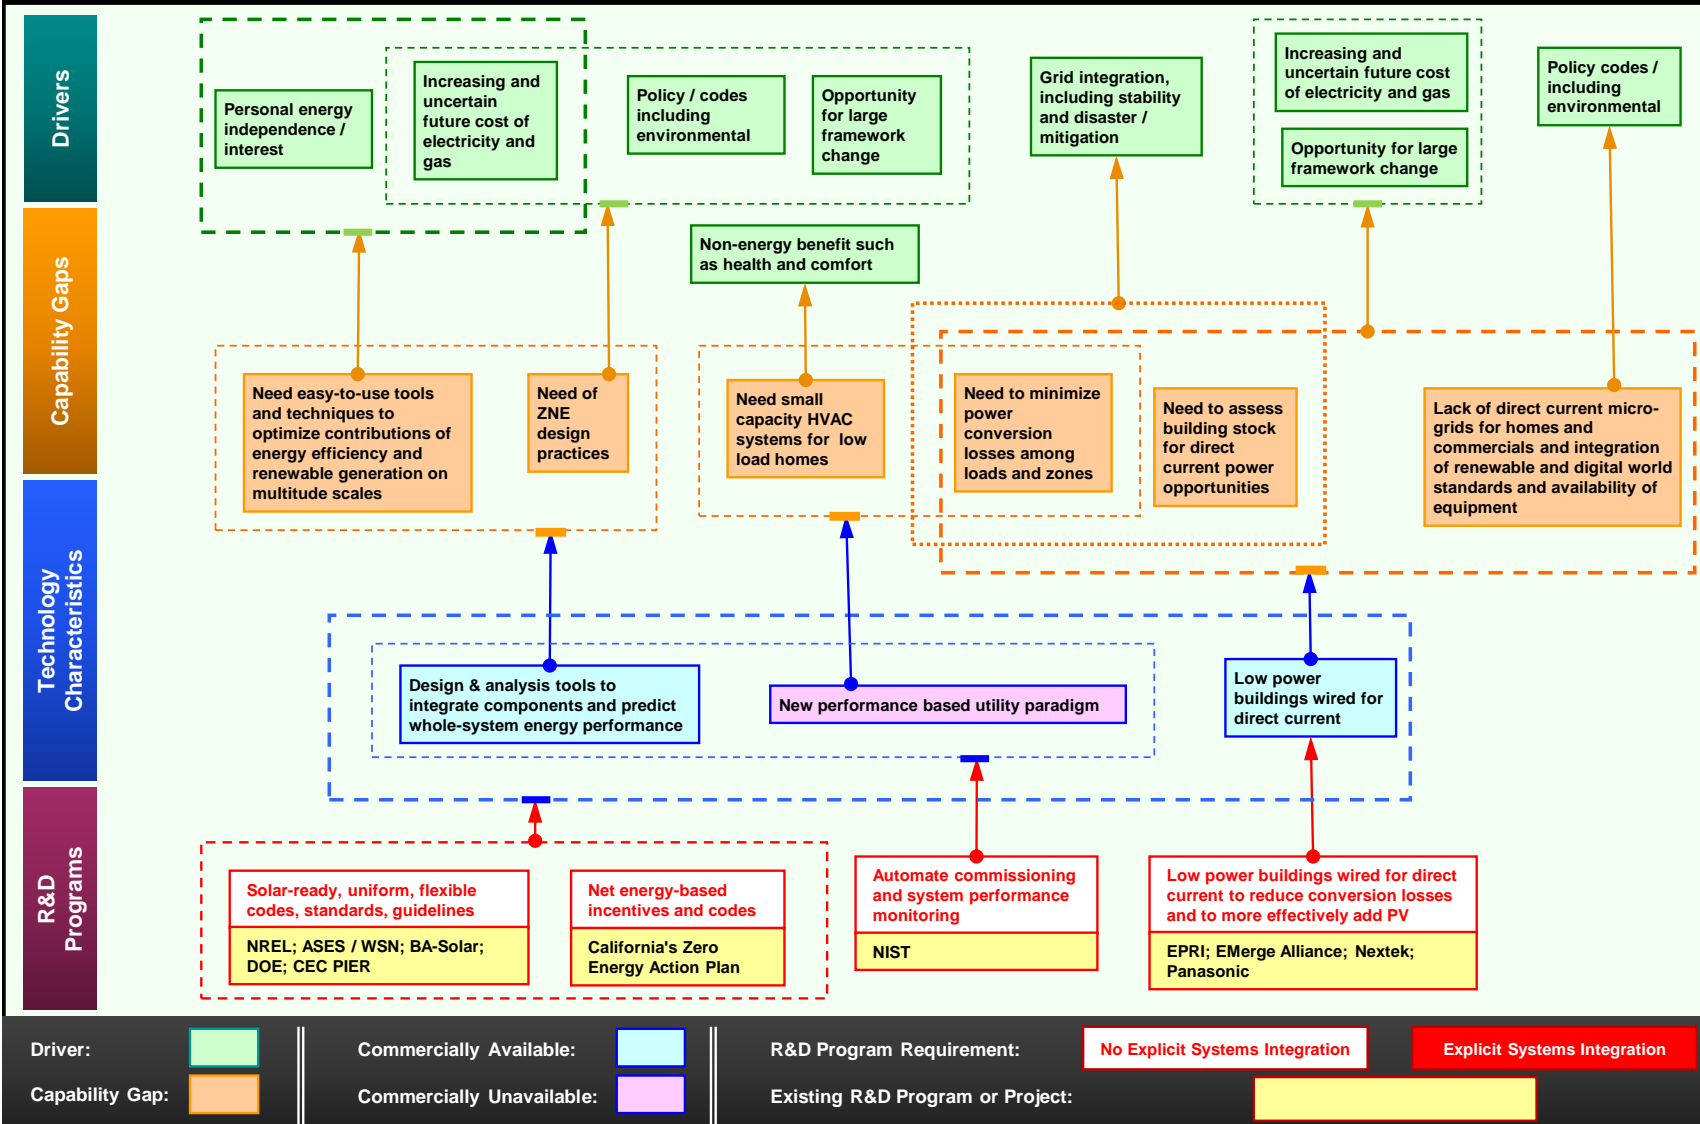 Drivers
Personal energy
independence /
interest
Increasing and
uncertain
future cost of
electricity and
gas
Policy / codes
including
environmental
Opportunity
for large
framework
change
Grid integration,
including stability
and disaster /
mitigation
Increasing and
uncertain future cost
of electricity and gas
Opportunity for large
framework change
Policy codes /
including
environmental
Non-energy benefit such
as health and comfort
Capability Gaps
Need easy-to-use tools
and techniques to
optimize contributions of
energy efficiency and
renewable generation on
multitude scales
Need of
ZNE
design
practices
Need small
capacity HVAC
systems for low
load homes
Need to minimize
power
conversion
losses among
loads and zones
Need to assess
building stock
for direct
current power
opportunities
Lack of direct current micro-
grids for homes and
commercials and integration
of renewable and digital world
standards and availability of
equipment
Technology
Characteristics
Design & analysis tools to
integrate components and predict
whole-system energy performance
New performance based utility paradigm
Low power
buildings wired for
direct current
R&D
Programs
Solar-ready, uniform, flexible
codes, standards, guidelines
NREL; ASES / WSN; BA-Solar;
DOE; CEC PIER
Net energy-based
incentives and codes
California's Zero
Energy Action Plan
Automate commissioning
and system performance
monitoring
NIST
Low power buildings wired for direct
current to reduce conversion losses
and to more effectively add PV
EPRI; EMerge Alliance; Nextek;
Panasonic
Driver:
Capability Gap:
Commercially Available:
Commercially Unavailable:
R&D Program Requirement:
No Explicit Systems Integration
Explicit Systems Integration
Existing R&D Program or Project: